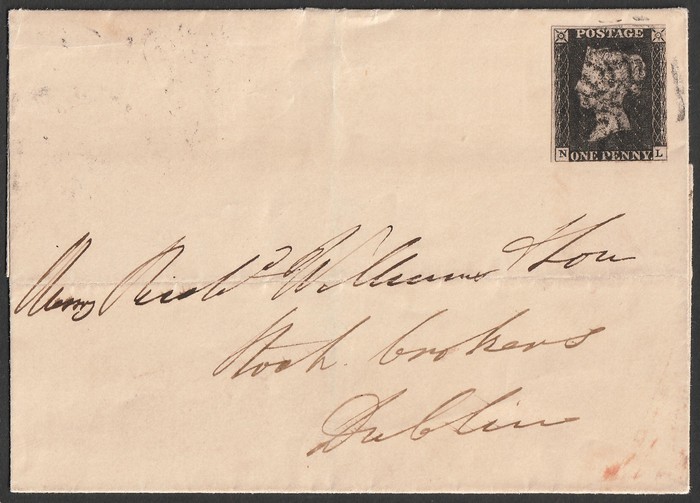 POSTAGE
N ONE PENNY L
Messrs Richd Williams & Son
Stock brokers
Dublin